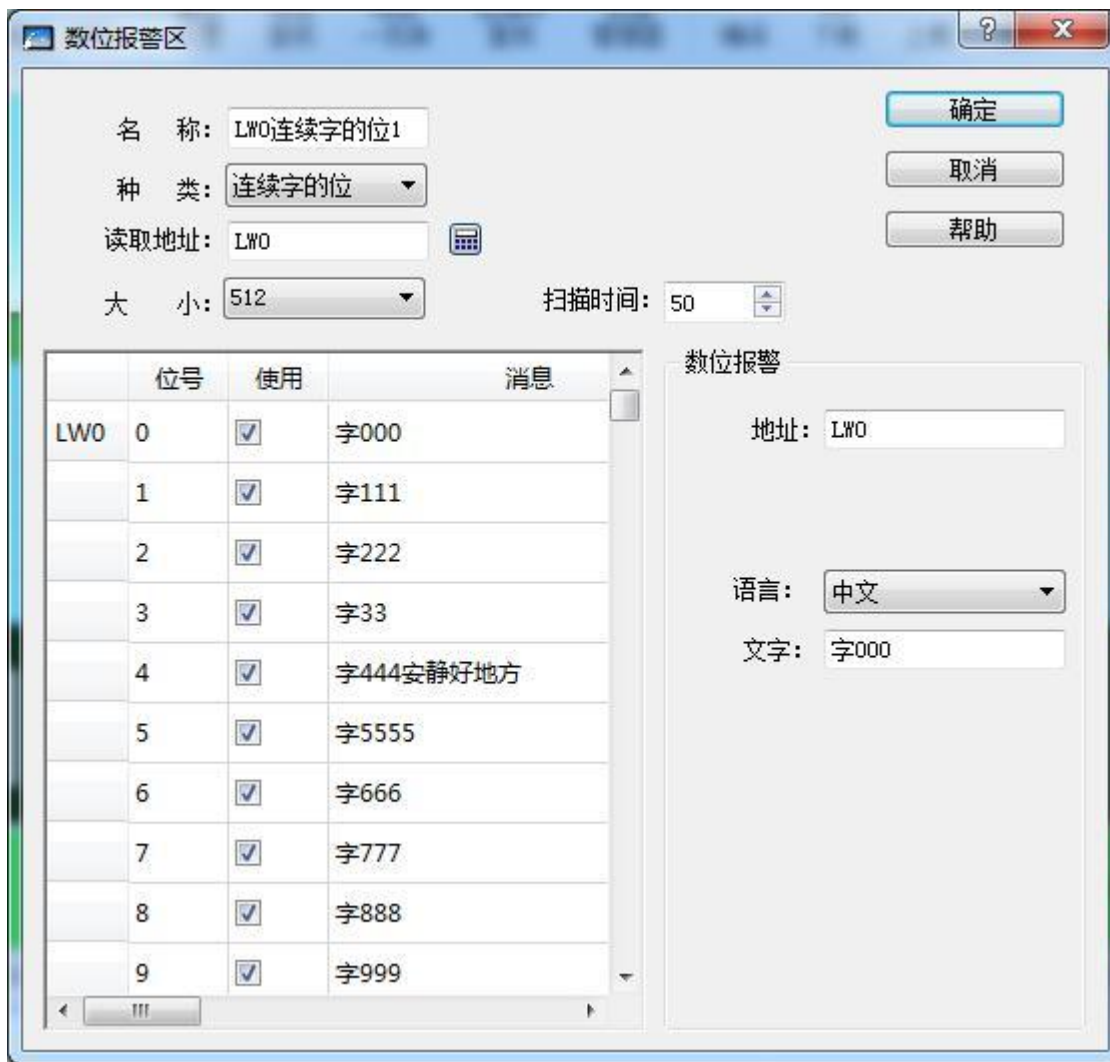 数位报警区
名 称: LW0连续字的位1
确定
种 类: 连续字的位
取消
读取地址: LW0
帮助
大 小: 512
扫描时间: 50
位号 使用 消息
LW0 0 字000
1 字111
2 字222
3 字33
4 字444安静好地方
5 字5555
6 字666
7 字777
8 字888
9 字999
数位报警
地址: LW0
语言: 中文
文字: 字000